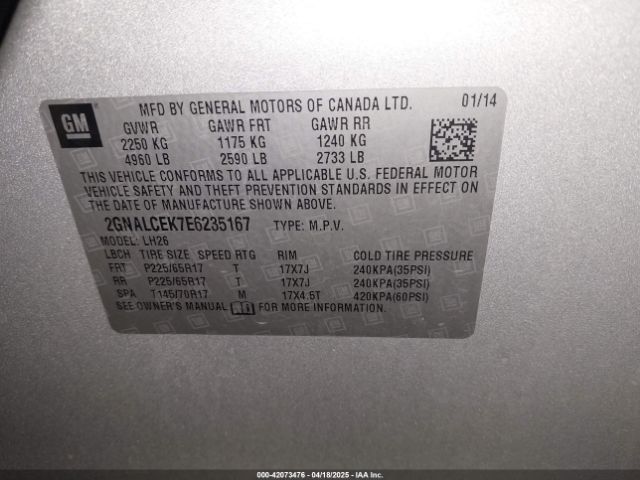 GM
MFD BY GENERAL MOTORS OF CANADA LTD. 01/14
GVWR GAWR FRT GAWR RR
2250 KG 1175 KG 1240 KG
4960 LB 2590 LB 2733 LB
THIS VEHICLE CONFORMS TO ALL APPLICABLE U.S. FEDERAL MOTOR
VEHICLE SAFETY AND THEFT PREVENTION STANDARDS IN EFFECT ON
THE DATE OF MANUFACTURE SHOWN ABOVE.
2GNALCEK7E6235167 TYPE: M.P.V.
MODEL: LH26
LBCH TIRE SIZE SPEED RTG RIM COLD TIRE PRESSURE
FRT P225/65R17 T 17X7J 240KPA(35PSI)
RR P225/65R17 T 17X7J 240KPA(35PSI)
SPA T145/70R17 M 17X4.5T 420KPA(60PSI)
SEE OWNER'S MANUAL
000-42073476 | 04/18/2025 | IAA Inc.